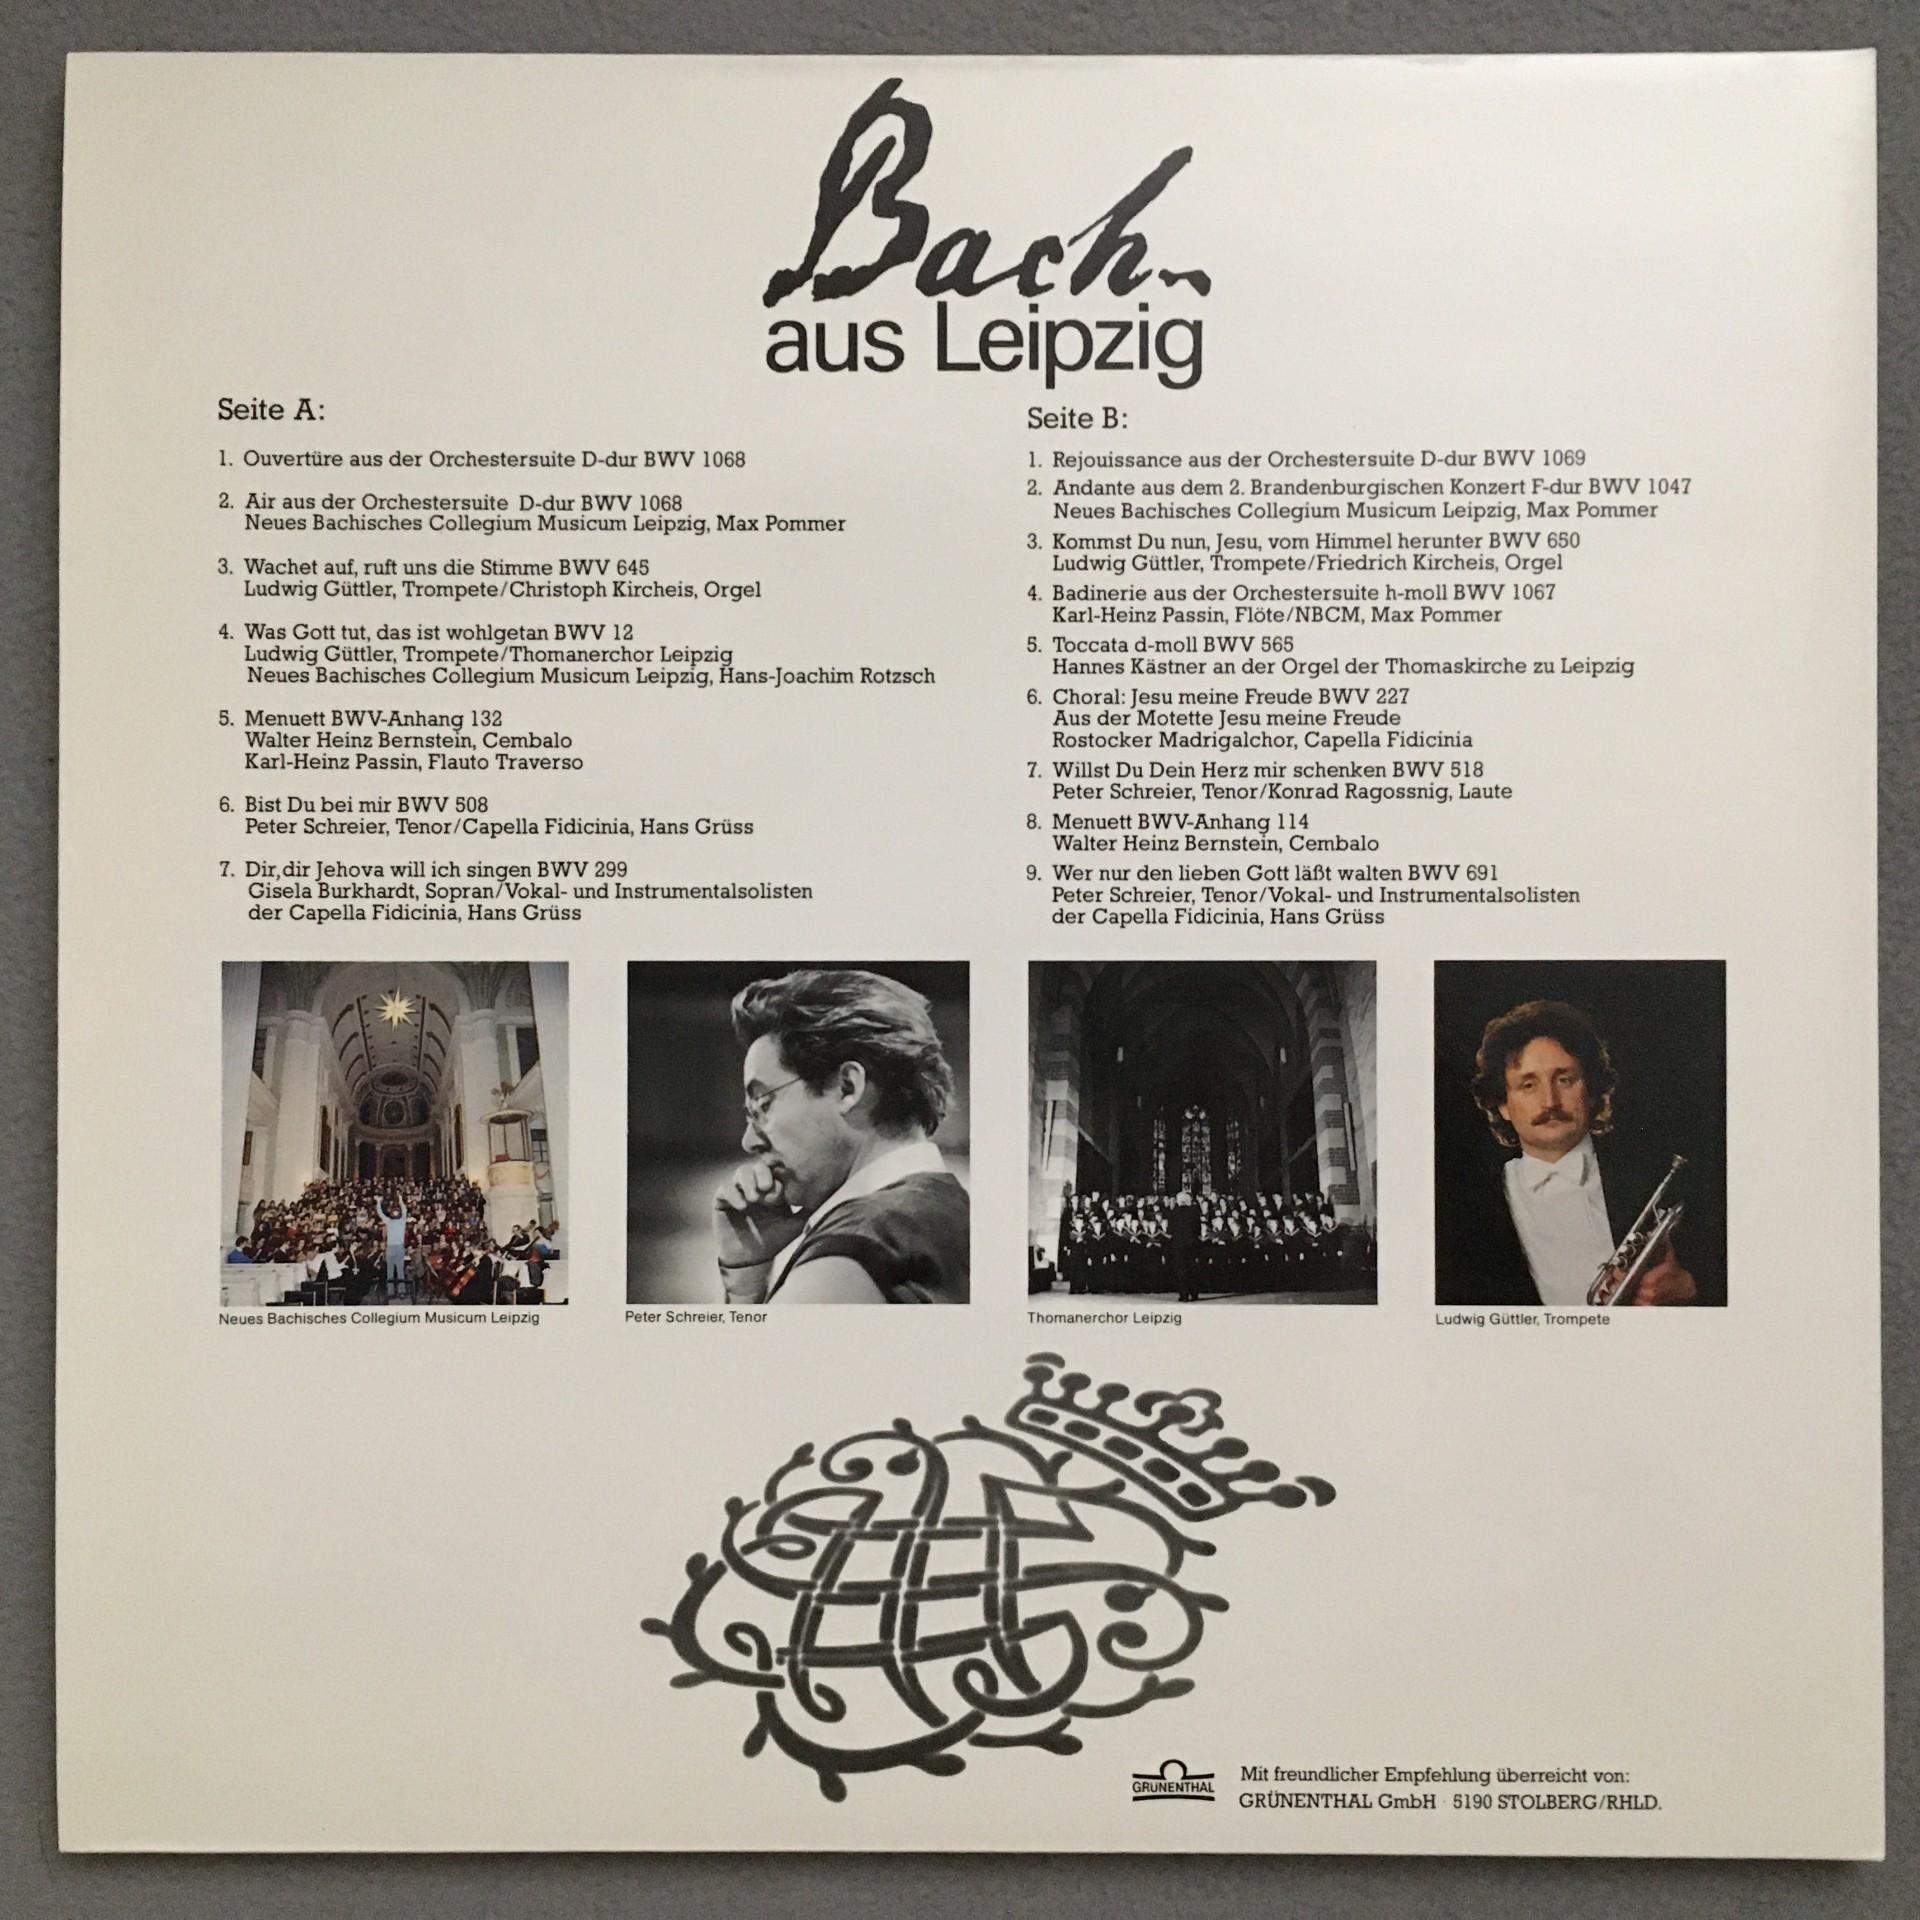 Bach
aus Leipzig
Seite A:
1. Ouvertüre aus der Orchestersuite D-dur BWV 1068
2. Air aus der Orchestersuite D-dur BWV 1068
Neues Bachisches Collegium Musicum Leipzig, Max Pommer
3. Wachet auf, ruft uns die Stimme BWV 645
Ludwig Güttler, Trompete/Christoph Kircheis, Orgel
4. Was Gott tut, das ist wohlgetan BWV 12
Ludwig Güttler, Trompete/Thomanerchor Leipzig
Neues Bachisches Collegium Musicum Leipzig, Hans-Joachim Rotzsch
5. Menuett BWV-Anhang 132
Walter Heinz Bernstein, Cembalo
Karl-Heinz Passin, Flauto Traverso
6. Bist Du bei mir BWV 508
Peter Schreier, Tenor/Capella Fidicinia, Hans Grüss
7. Dir, dir Jehova will ich singen BWV 299
Gisela Burkhardt, Sopran/Vokal- und Instrumentalsolisten
der Capella Fidicinia, Hans Grüss
Seite B:
1. Rejouissance aus der Orchestersuite D-dur BWV 1069
2. Andante aus dem 2. Brandenburgischen Konzert F-dur BWV 1047
Neues Bachisches Collegium Musicum Leipzig, Max Pommer
3. Kommst Du nun, Jesu, vom Himmel herunter BWV 650
Ludwig Güttler, Trompete/Friedrich Kircheis, Orgel
4. Badinerie aus der Orchestersuite h-moll BWV 1067
Karl-Heinz Passin, Flöte/NBCM, Max Pommer
5. Toccata d-moll BWV 565
Hannes Kästner an der Orgel der Thomaskirche zu Leipzig
6. Choral: Jesu meine Freude BWV 227
Aus der Motette Jesu meine Freude
Rostocker Madrigalchor, Capella Fidicinia
7. Willst Du Dein Herz mir schenken BWV 518
Peter Schreier, Tenor/Konrad Ragossnig, Laute
8. Menuett BWV-Anhang 114
Walter Heinz Bernstein, Cembalo
9. Wer nur den lieben Gott läßt walten BWV 691
Peter Schreier, Tenor/Vokal- und Instrumentalsolisten
der Capella Fidicinia, Hans Grüss
Neues Bachisches Collegium Musicum Leipzig
Peter Schreier, Tenor
Thomanerchor Leipzig
Ludwig Güttler, Trompete
GRÜNENTHAL
Mit freundlicher Empfehlung überreicht von:
GRÜNENTHAL GmbH · 5190 STOLBERG/RHLD.